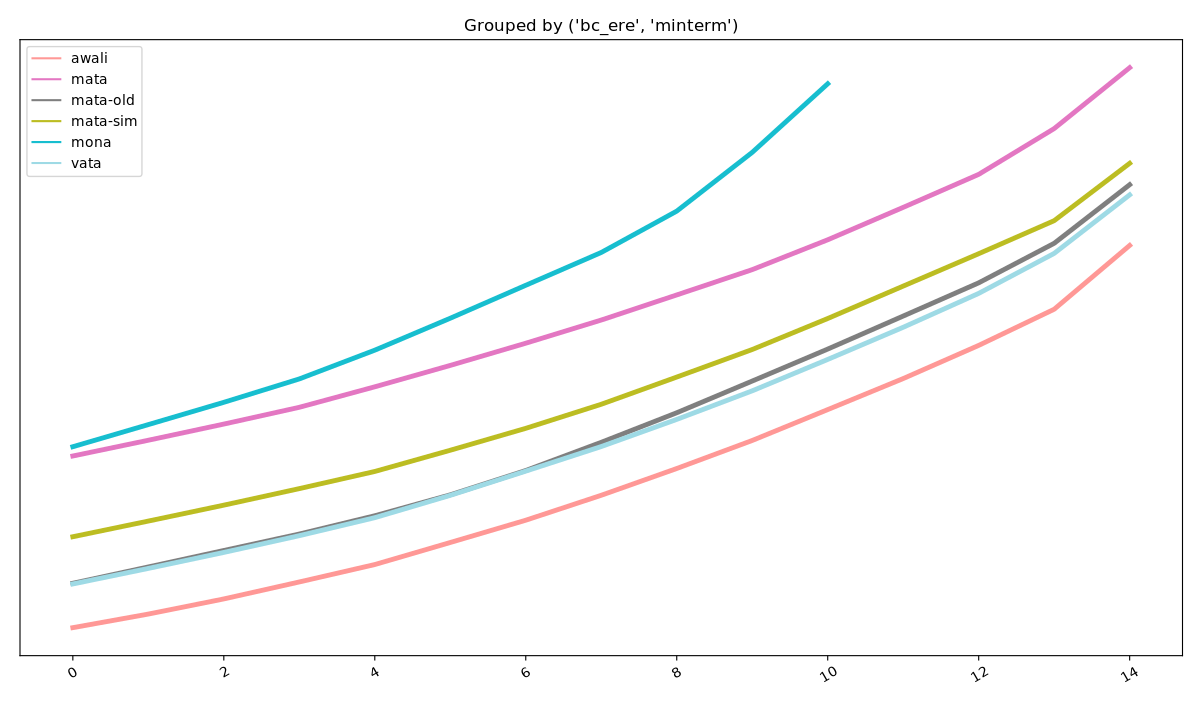 Grouped by ('bc_ere', 'minterm')
awali
mata
mata-old
mata-sim
mona
vata
0 2 4 6 8 10 12 14